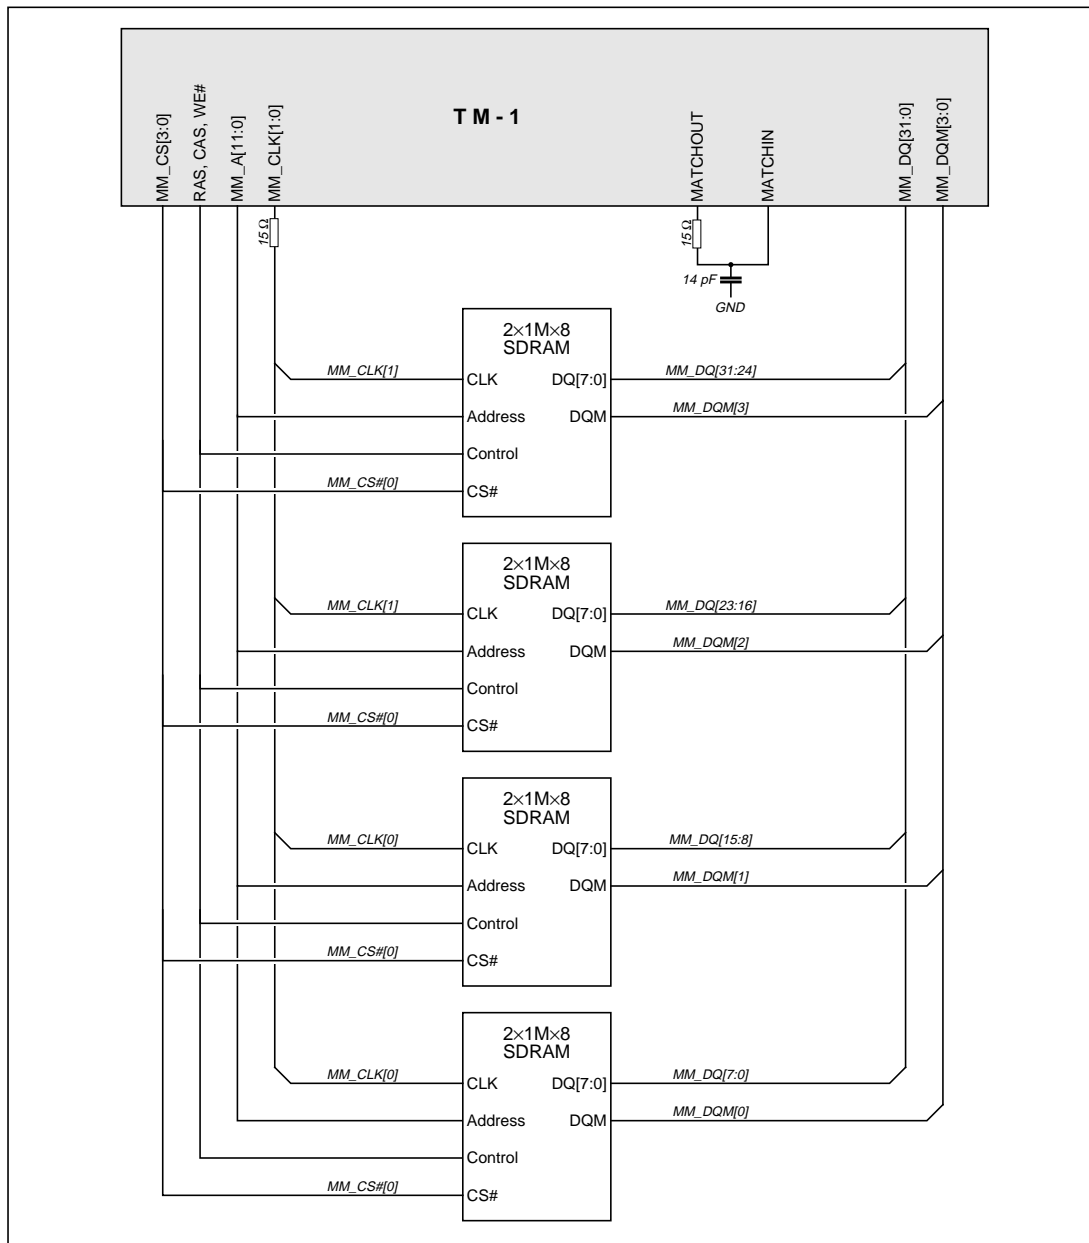 T M - 1
MM_CS[3:0]
RAS, CAS, WE#
MM_A[11:0]
MM_CLK[1:0]
MATCHOUT
MATCHIN
MM_DQ[31:0]
MM_DQM[3:0]
15 Ω
15 Ω
14 pF
GND
2×1M×8
SDRAM
MM_CLK[1]
CLK
DQ[7:0]
MM_DQ[31:24]
Address
DQM
MM_DQM[3]
Control
MM_CS#[0]
CS#
2×1M×8
SDRAM
MM_CLK[1]
CLK
DQ[7:0]
MM_DQ[23:16]
Address
DQM
MM_DQM[2]
Control
MM_CS#[0]
CS#
2×1M×8
SDRAM
MM_CLK[0]
CLK
DQ[7:0]
MM_DQ[15:8]
Address
DQM
MM_DQM[1]
Control
MM_CS#[0]
CS#
2×1M×8
SDRAM
MM_CLK[0]
CLK
DQ[7:0]
MM_DQ[7:0]
Address
DQM
MM_DQM[0]
Control
MM_CS#[0]
CS#